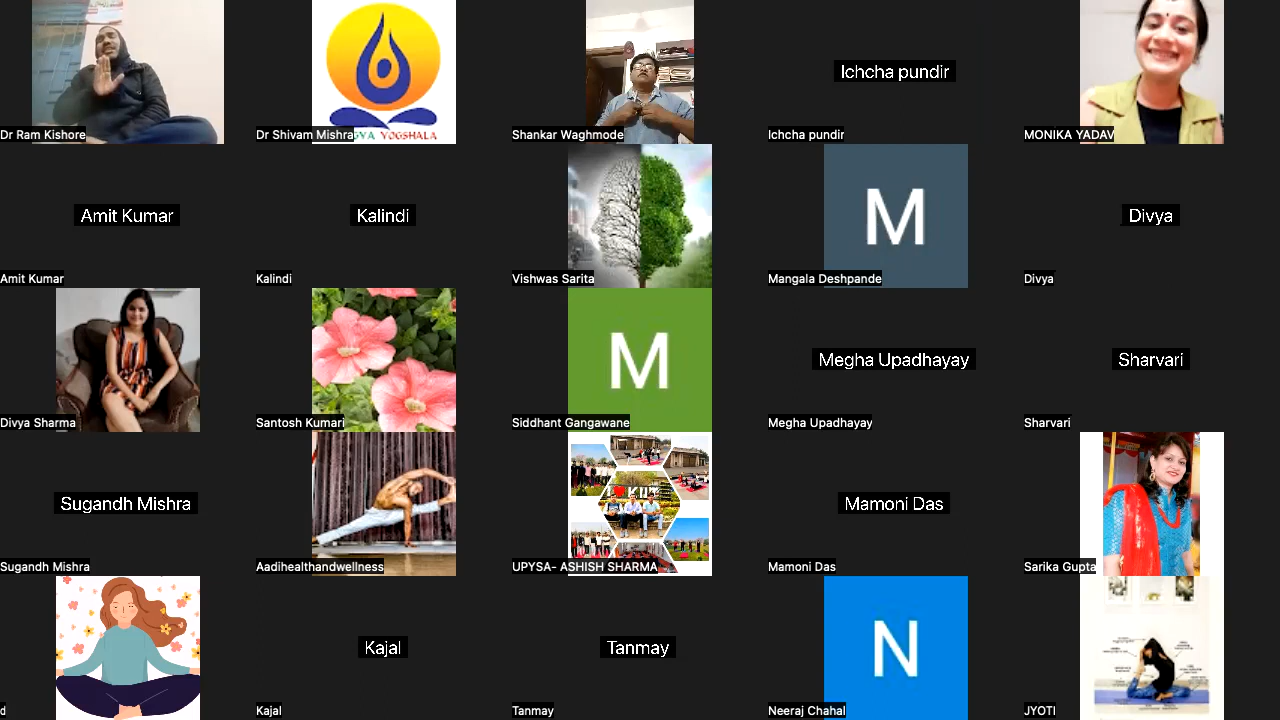 Ichcha pundir
Dr Ram Kishore
Dr Shivam Mishra
GYA YOGSHALA
Shankar Waghmode
Ichcha pundir
MONIKA YADAV
Amit Kumar
Kalindi
M
Divya
Amit Kumar
Kalindi
Vishwas Sarita
Mangala Deshpande
Divya
M
Megha Upadhayay
Sharvari
Divya Sharma
Santosh Kumari
Siddhant Gangawane
Megha Upadhayay
Sharvari
Sugandh Mishra
KIIT
Mamoni Das
Sugandh Mishra
Aadihealthandwellness
UPYSA- ASHISH SHARMA
Mamoni Das
Sarika Gupta
Kajal
Tanmay
N
d
Kajal
Tanmay
Neeraj Chahal
JYOTI